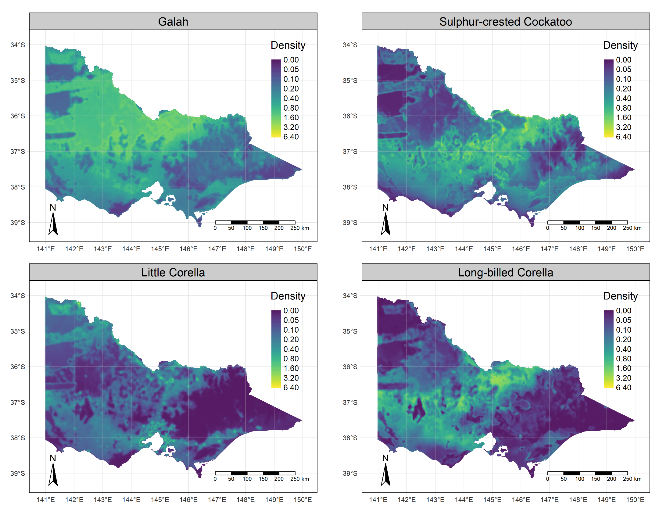 Galah
Sulphur-crested Cockatoo
Density
0.00
0.05
0.10
0.20
0.40
0.80
1.60
3.20
6.40
34°S
35°S
36°S
37°S
38°S
39°S
N
0 50 100 150 200 250 km
141°E 142°E 143°E 144°E 145°E 146°E 147°E 148°E 149°E 150°E
Density
0.00
0.05
0.10
0.20
0.40
0.80
1.60
3.20
6.40
34°S
35°S
36°S
37°S
38°S
39°S
N
0 50 100 150 200 250 km
141°E 142°E 143°E 144°E 145°E 146°E 147°E 148°E 149°E 150°E
Little Corella
Long-billed Corella
Density
0.00
0.05
0.10
0.20
0.40
0.80
1.60
3.20
6.40
34°S
35°S
36°S
37°S
38°S
39°S
N
0 50 100 150 200 250 km
141°E 142°E 143°E 144°E 145°E 146°E 147°E 148°E 149°E 150°E
Density
0.00
0.05
0.10
0.20
0.40
0.80
1.60
3.20
6.40
34°S
35°S
36°S
37°S
38°S
39°S
N
0 50 100 150 200 250 km
141°E 142°E 143°E 144°E 145°E 146°E 147°E 148°E 149°E 150°E